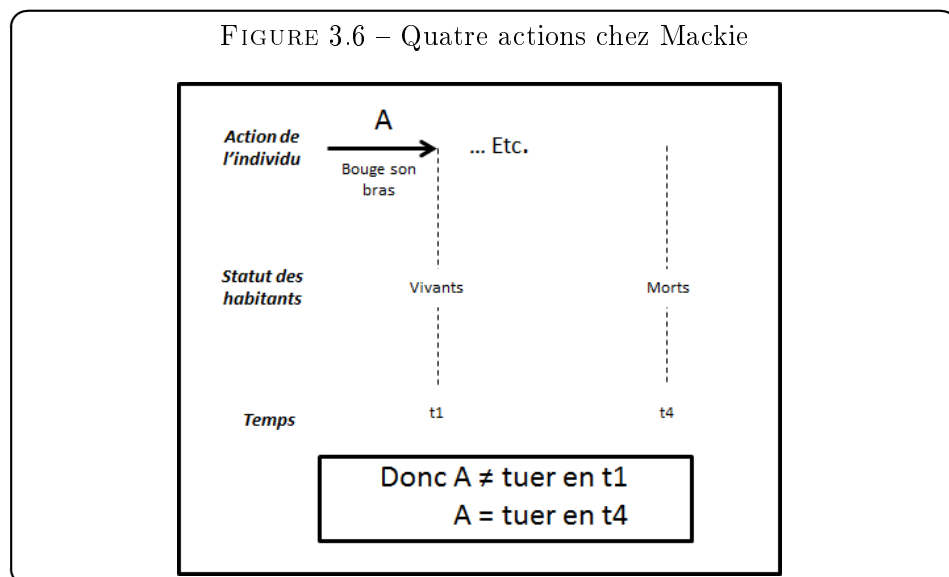 FIGURE 3.6 – Quatre actions chez Mackie
A
Action de
l'individu
... Etc.
Bouge son
bras
Statut des
habitants
Vivants
Morts
Temps
t1
t4
Donc A ≠ tuer en t1
A = tuer en t4